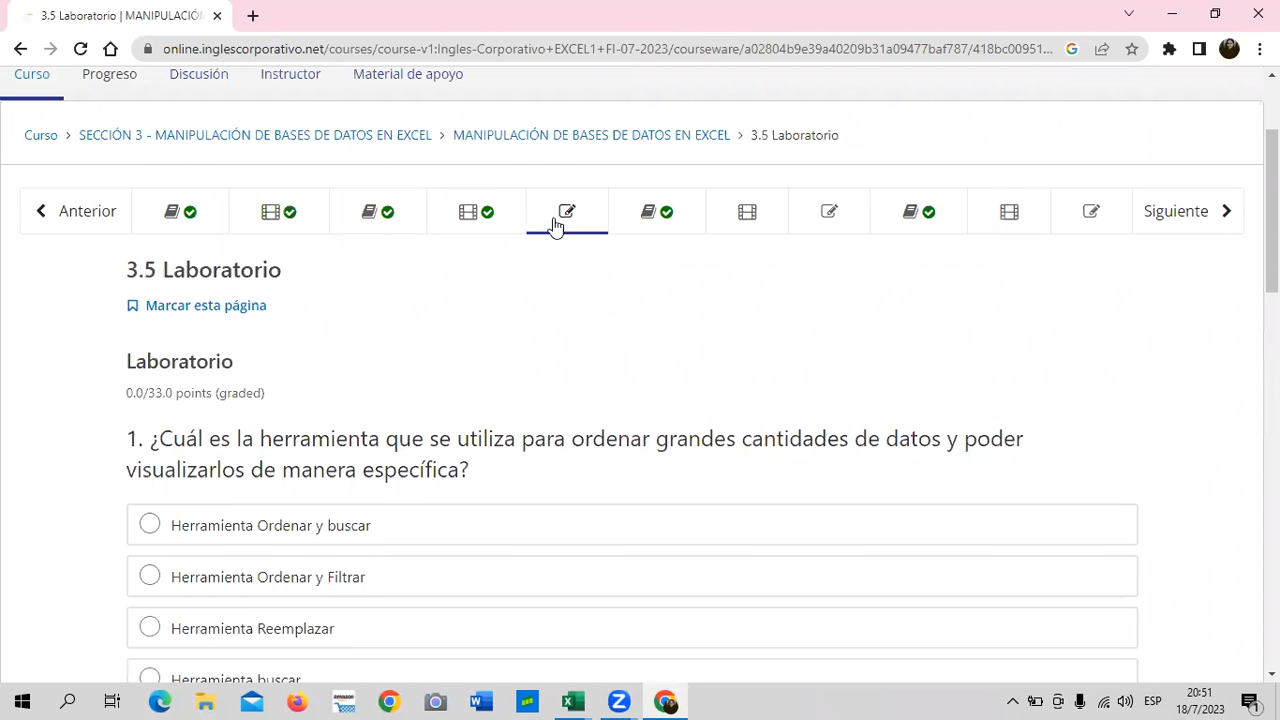 3.5 Laboratorio | MANIPULACIÓN
online.inglescorporativo.net/courses/course-v1:Ingles-Corporativo+EXCEL1+FI-07-2023/courseware/a02804b9e39a40209b31a09477baf787/418bc00951...
Curso Progreso Discusión Instructor Material de apoyo
Curso > SECCIÓN 3 - MANIPULACIÓN DE BASES DE DATOS EN EXCEL > MANIPULACIÓN DE BASES DE DATOS EN EXCEL > 3.5 Laboratorio
Anterior Siguiente
3.5 Laboratorio
Marcar esta página
Laboratorio
0.0/33.0 points (graded)
1. ¿Cuál es la herramienta que se utiliza para ordenar grandes cantidades de datos y poder
visualizarlos de manera específica?
Herramienta Ordenar y buscar
Herramienta Ordenar y Filtrar
Herramienta Reemplazar
Herramienta buscar
ESP
20:51
18/7/2023